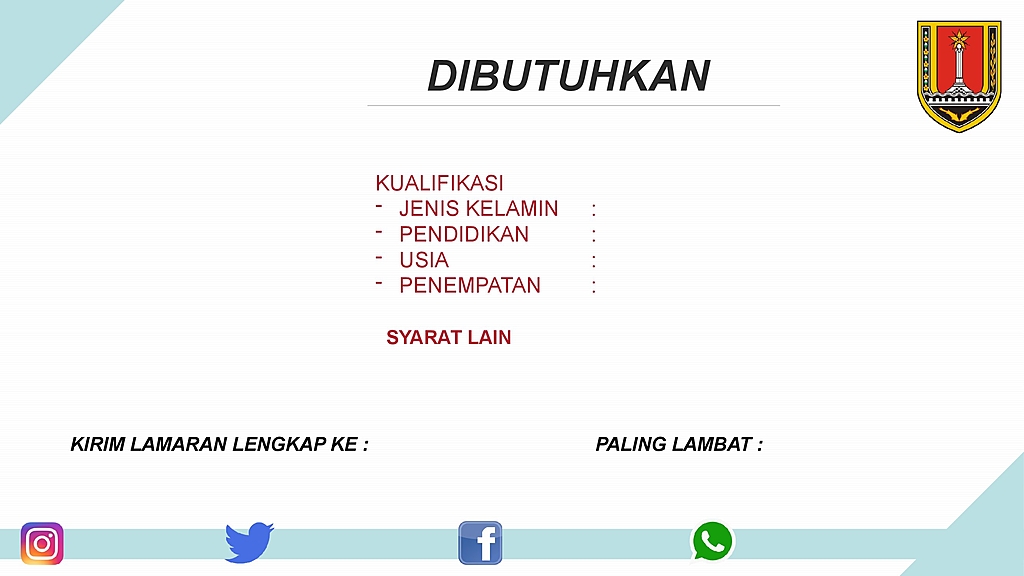 DIBUTUHKAN
KUALIFIKASI
- JENIS KELAMIN :
- PENDIDIKAN :
- USIA :
- PENEMPATAN :
SYARAT LAIN
KIRIM LAMARAN LENGKAP KE :
PALING LAMBAT :